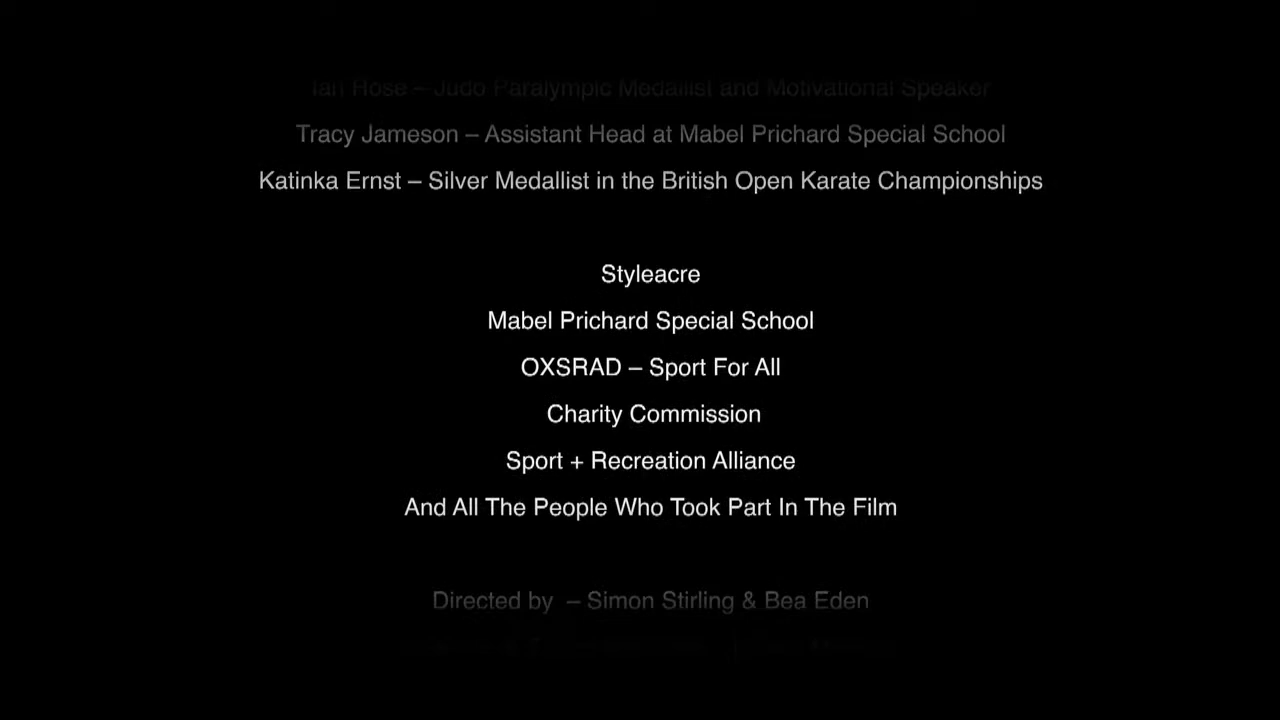 Ian Rose – Judo Paralympic Medallist and Motivational Speaker
Tracy Jameson – Assistant Head at Mabel Prichard Special School
Katinka Ernst – Silver Medallist in the British Open Karate Championships
Styleacre
Mabel Prichard Special School
OXSRAD – Sport For All
Charity Commission
Sport + Recreation Alliance
And All The People Who Took Part In The Film
Directed by – Simon Stirling & Bea Eden